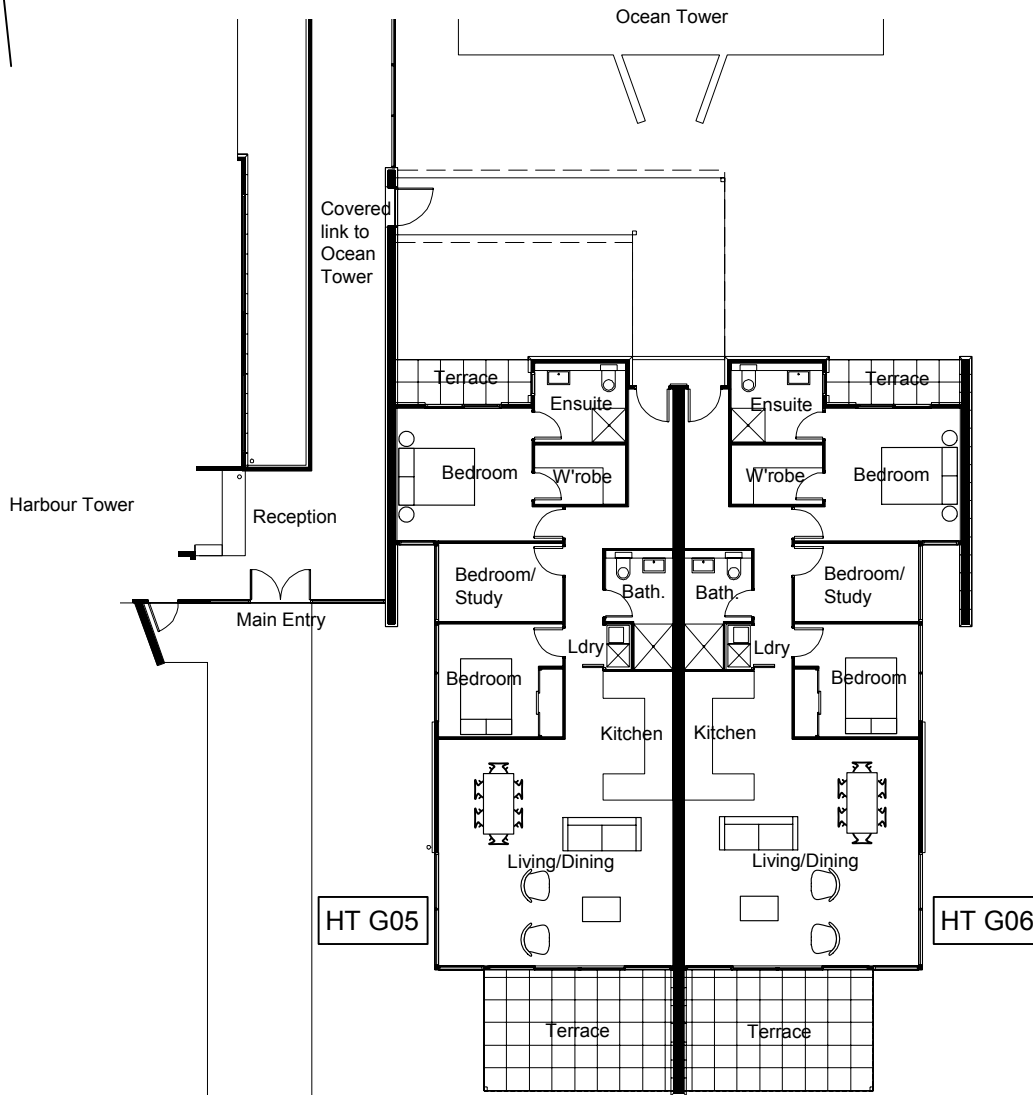 Ocean Tower
Covered
link to
Ocean
Tower
Terrace
Terrace
Ensuite
Ensuite
Bedroom
W'robe
W'robe
Bedroom
Harbour Tower
Reception
Bedroom/
Study
Bath.
Bath.
Bedroom/
Study
Main Entry
Ldry
Ldry
Bedroom
Bedroom
Kitchen
Kitchen
Living/Dining
Living/Dining
HT G05
HT G06
Terrace
Terrace